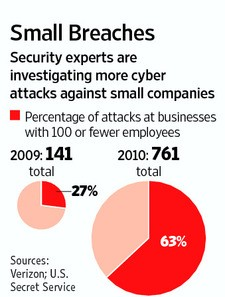 Small Breaches
Security experts are
investigating more cyber
attacks against small companies
Percentage of attacks at businesses
with 100 or fewer employees
2009: 141
total
2010: 761
total
27%
63%
Sources:
Verizon; U.S.
Secret Service